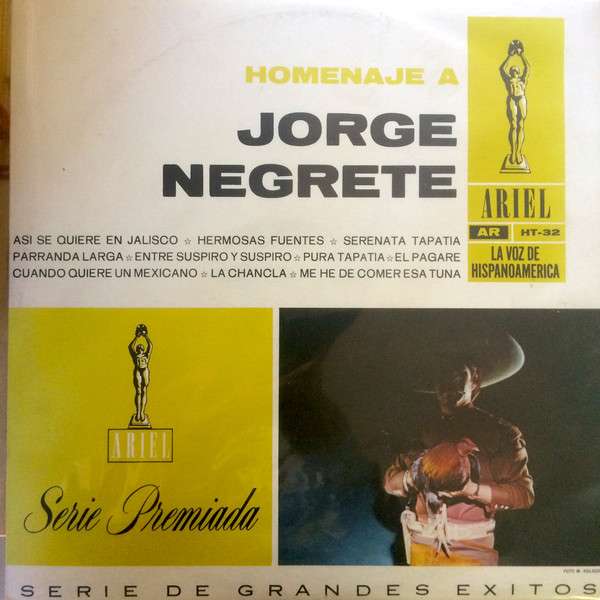 HOMENAJE A
JORGE
NEGRETE
ARIEL
AR HT-32
LA VOZ DE
HISPANOAMERICA
ASI SE QUIERE EN JALISCO ☆ HERMOSAS FUENTES ☆ SERENATA TAPATIA
PARRANDA LARGA ☆ ENTRE SUSPIRO Y SUSPIRO ☆ PURA TAPATIA ☆ EL PAGARE
CUANDO QUIERE UN MEXICANO ☆ LA CHANCLA ☆ ME HE DE COMER ESA TUNA
ARIEL
Serie Premiada
FOTO M.
SERIE DE GRANDES EXITOS